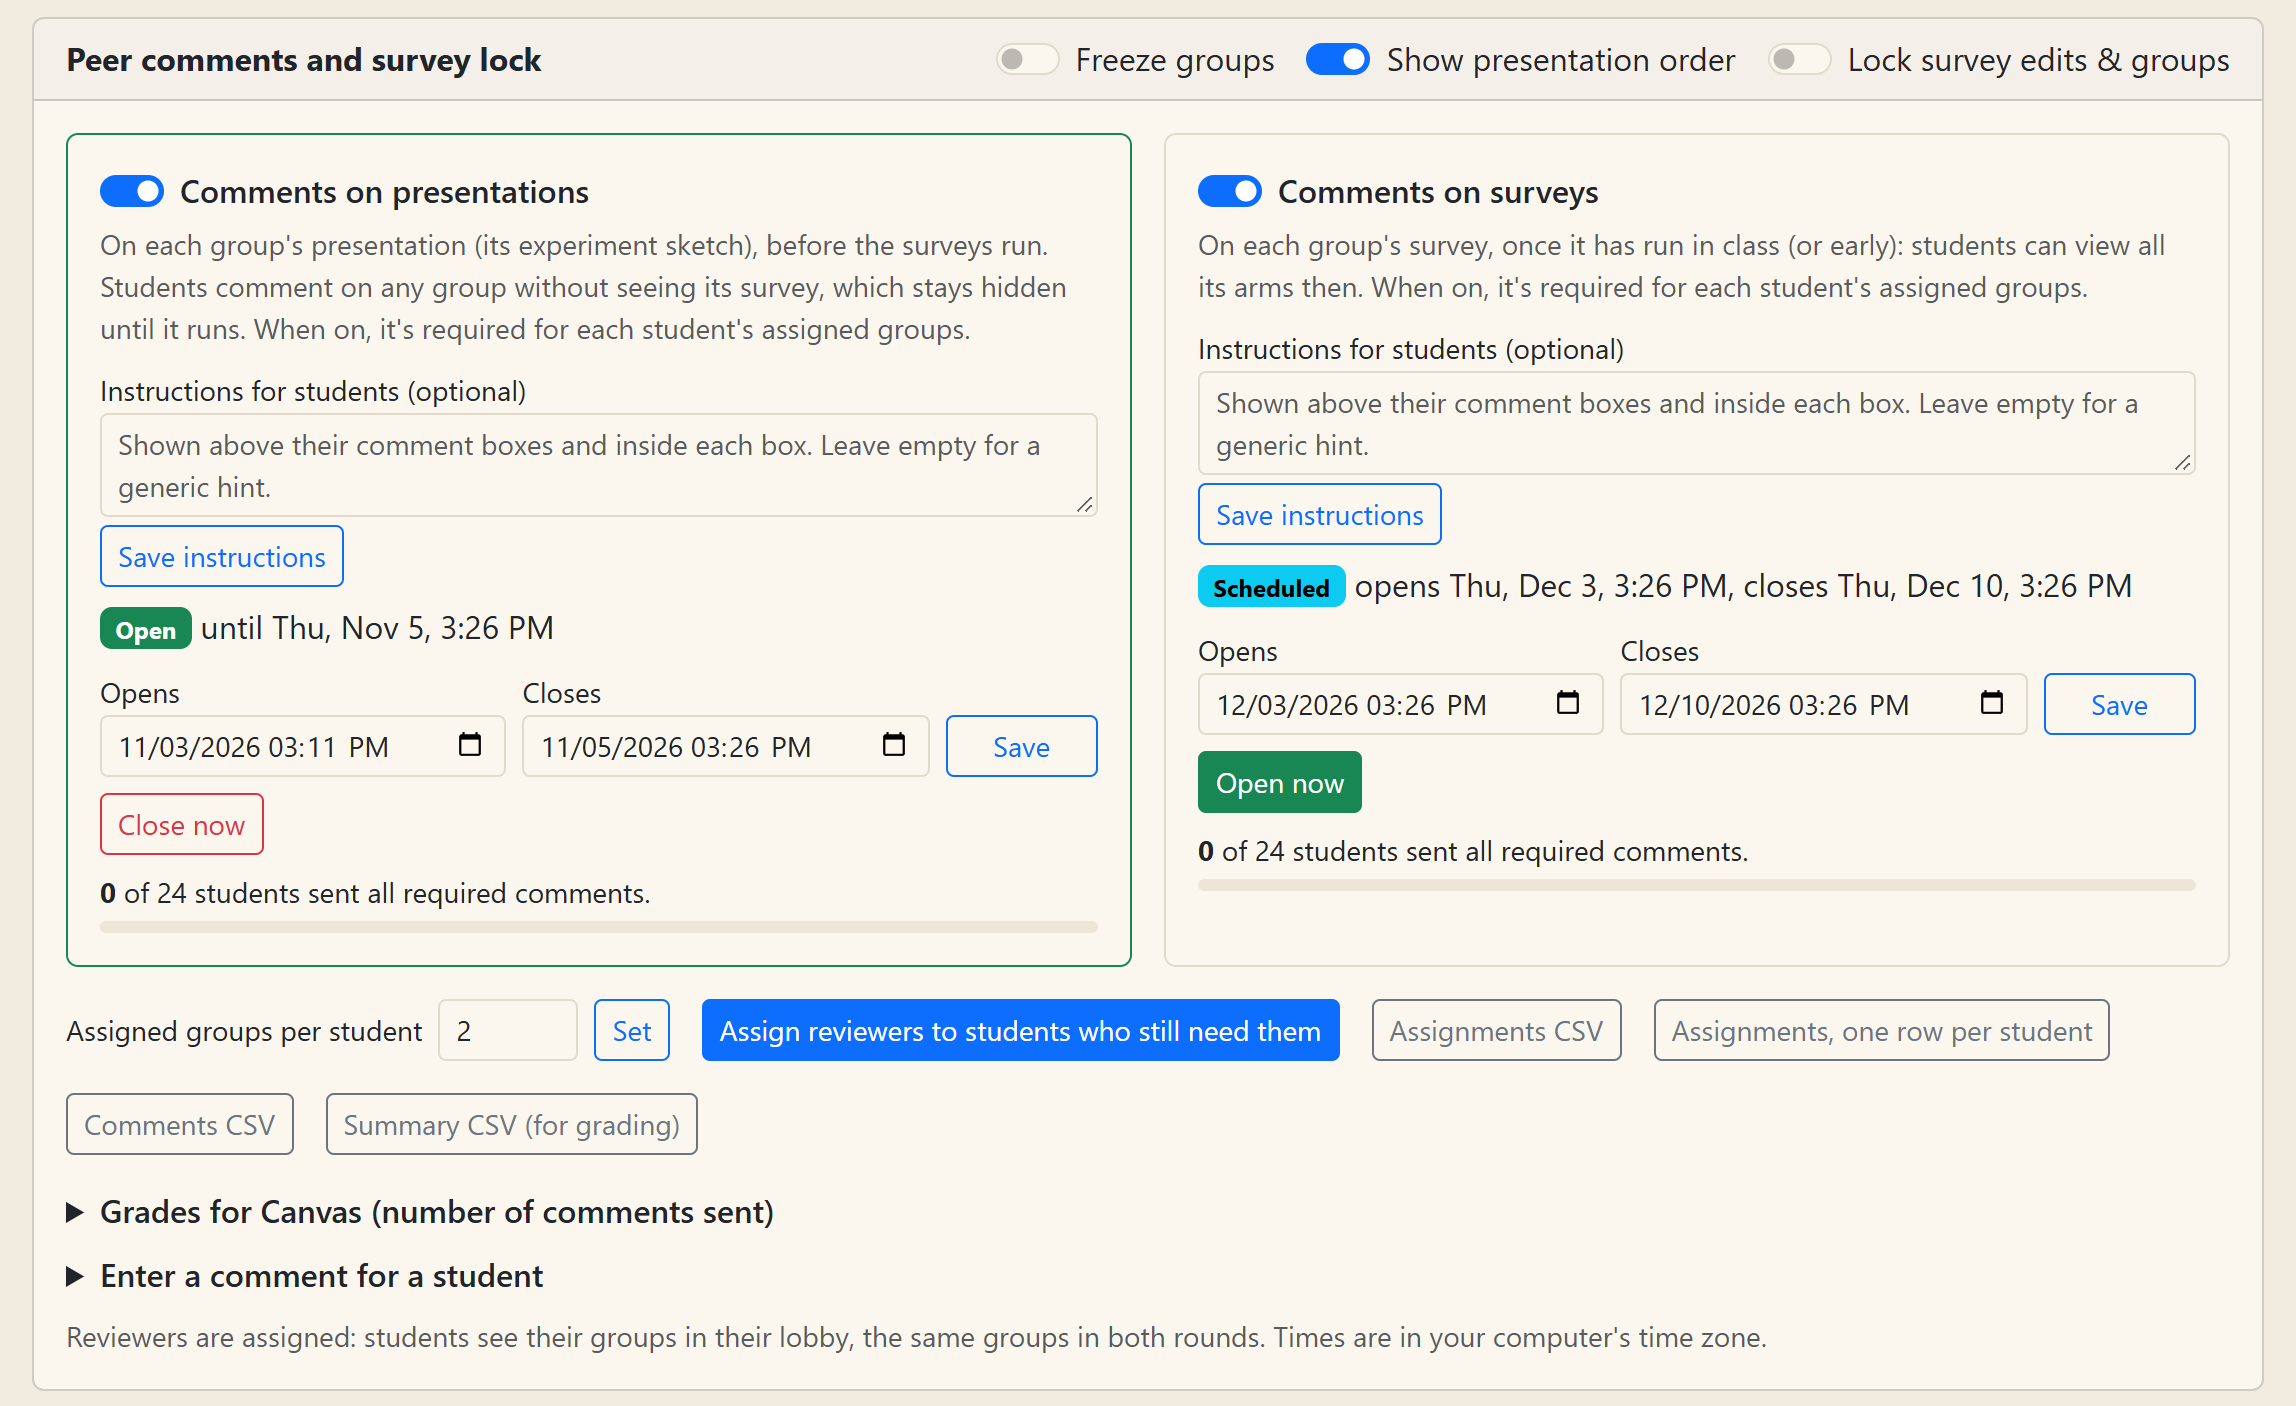 Peer comments and survey lock
Freeze groups
Show presentation order
Lock survey edits & groups
Comments on presentations
On each group's presentation (its experiment sketch), before the surveys run.
Students comment on any group without seeing its survey, which stays hidden
until it runs. When on, it's required for each student's assigned groups.
Instructions for students (optional)
Shown above their comment boxes and inside each box. Leave empty for a
generic hint.
Save instructions
Open until Thu, Nov 5, 3:26 PM
Opens
Closes
11/03/2026 03:11 PM
11/05/2026 03:26 PM
Save
Close now
0 of 24 students sent all required comments.
Comments on surveys
On each group's survey, once it has run in class (or early): students can view all
its arms then. When on, it's required for each student's assigned groups.
Instructions for students (optional)
Shown above their comment boxes and inside each box. Leave empty for a
generic hint.
Save instructions
Scheduled opens Thu, Dec 3, 3:26 PM, closes Thu, Dec 10, 3:26 PM
Opens
Closes
12/03/2026 03:26 PM
12/10/2026 03:26 PM
Save
Open now
0 of 24 students sent all required comments.
Assigned groups per student
2
Set
Assign reviewers to students who still need them
Assignments CSV
Assignments, one row per student
Comments CSV
Summary CSV (for grading)
Grades for Canvas (number of comments sent)
Enter a comment for a student
Reviewers are assigned: students see their groups in their lobby, the same groups in both rounds. Times are in your computer's time zone.